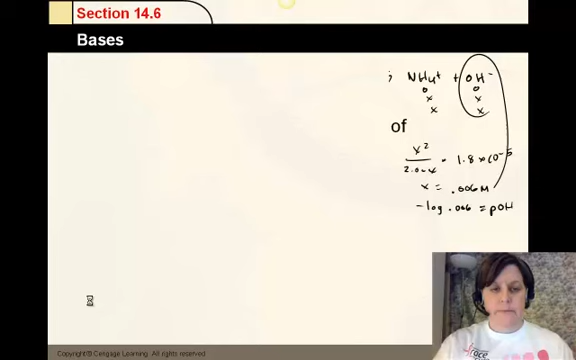 Section 14.6
Bases
; NH4+ + OH-
o o
x x
x x
of
x²
2.0-x = 1.8 x 10-5
x = .006M
-log .006 = pOH
race
Copyright © Cengage Learning. All rights reserved